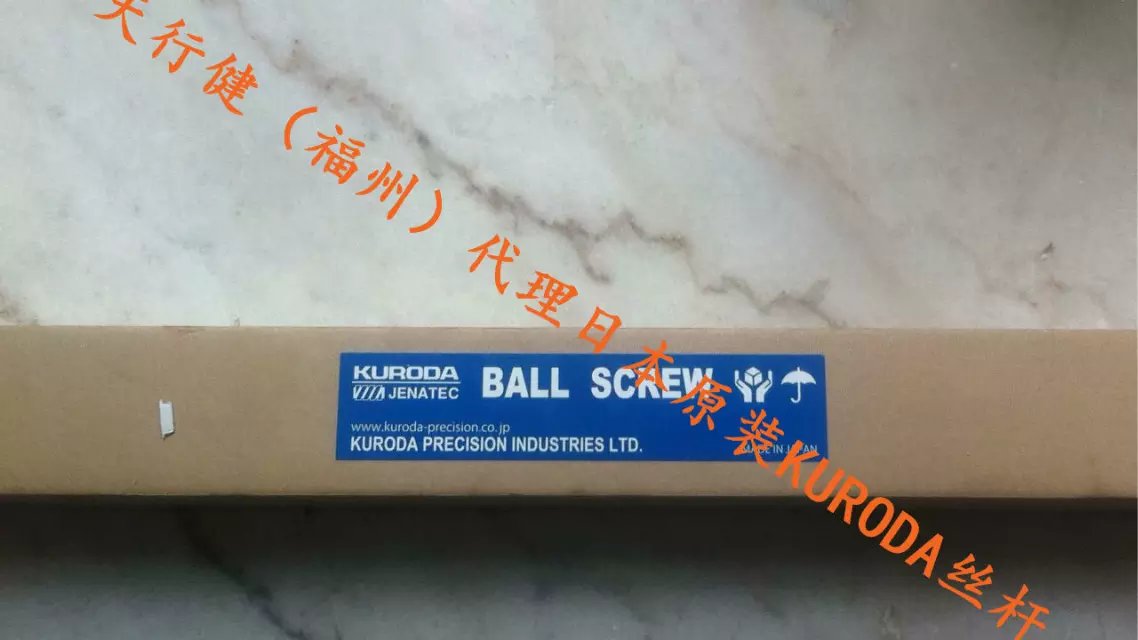 天行健（福州）代理日本原装KURODA丝杆
KURODA
JENATEC
BALL SCREW
www.kuroda-precision.co.jp
KURODA PRECISION INDUSTRIES LTD.
MADE IN JAPAN